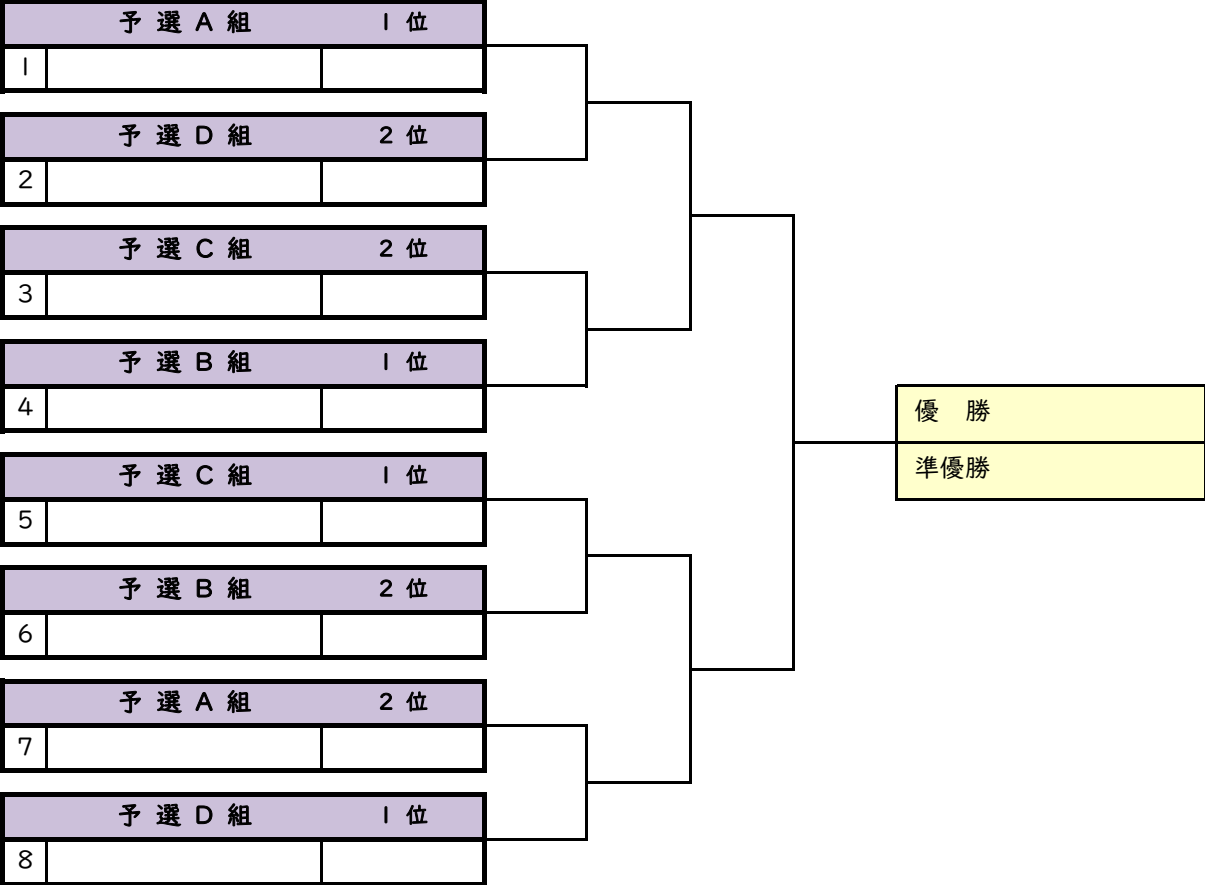 予 選 A 組 1 位
1
予 選 D 組 2 位
2
予 選 C 組 2 位
3
予 選 B 組 1 位
4
予 選 C 組 1 位
5
予 選 B 組 2 位
6
予 選 A 組 2 位
7
予 選 D 組 1 位
8
優　勝
準優勝